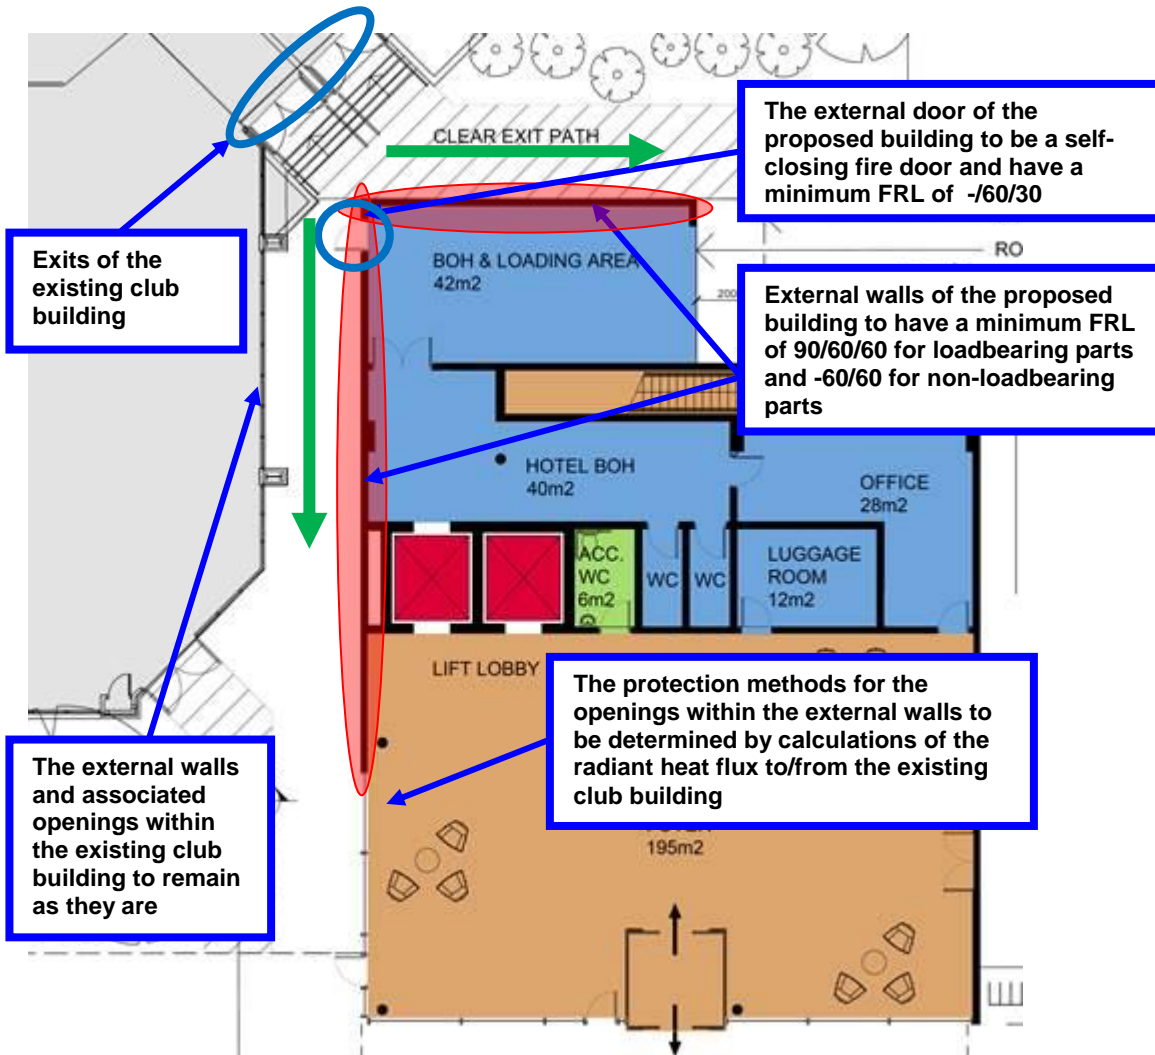 CLEAR EXIT PATH
The external door of the
proposed building to be a self-
closing fire door and have a
minimum FRL of -/60/30
Exits of the
existing club
building
BOH & LOADING AREA
42m2
RO
200
External walls of the proposed
building to have a minimum FRL
of 90/60/60 for loadbearing parts
and -60/60 for non-loadbearing
parts
HOTEL BOH
40m2
OFFICE
28m2
ACC.
WC
6m2
WC
WC
LUGGAGE
ROOM
12m2
LIFT LOBBY
The protection methods for the
openings within the external walls to
be determined by calculations of the
radiant heat flux to/from the existing
club building
The external walls
and associated
openings within
the existing club
building to remain
as they are
195m2